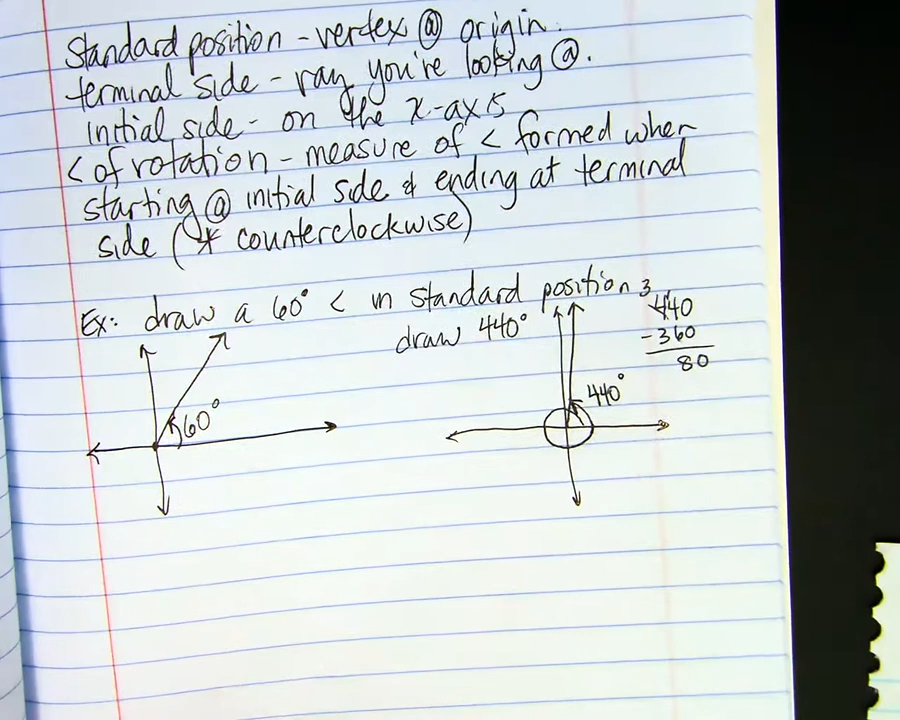 Standard position - vertex @ origin.
terminal side - ray you're looking @.
initial side - on the x-axis
< of rotation - measure of < formed when
starting @ initial side & ending at terminal
side (* counterclockwise)
Ex: draw a 60° < in standard position
draw 440°
3
440
-360
80
60°
440°